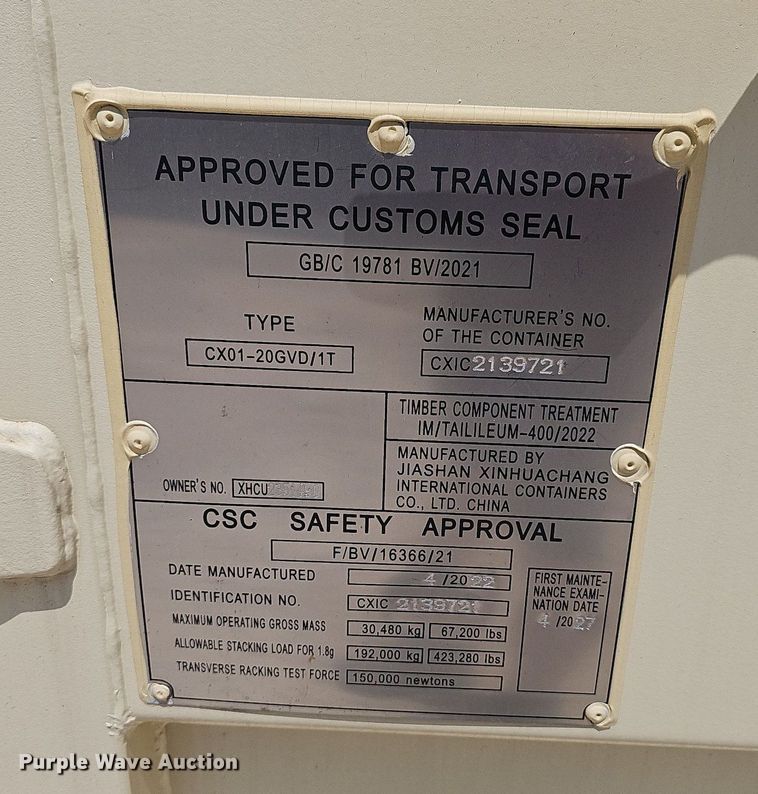 APPROVED FOR TRANSPORT
UNDER CUSTOMS SEAL
GB/C 19781 BV/2021
TYPE
CX01-20GVD/1T
MANUFACTURER'S NO.
OF THE CONTAINER
CXIC 2139721
TIMBER COMPONENT TREATMENT
IM/TAILILEUM-400/2022
MANUFACTURED BY
JIASHAN XINHUACHANG
INTERNATIONAL CONTAINERS
CO., LTD. CHINA
OWNER'S NO. XHCU
CSC SAFETY APPROVAL
F/BV/16366/21
DATE MANUFACTURED 4/2022
IDENTIFICATION NO. CXIC 2139721
MAXIMUM OPERATING GROSS MASS 30,480 kg 67,200 lbs
ALLOWABLE STACKING LOAD FOR 1.8g 192,000 kg 423,280 lbs
TRANSVERSE RACKING TEST FORCE 150,000 newtons
FIRST MAINTE-
NANCE EXAMI-
NATION DATE
4 /2027
Purple Wave Auction